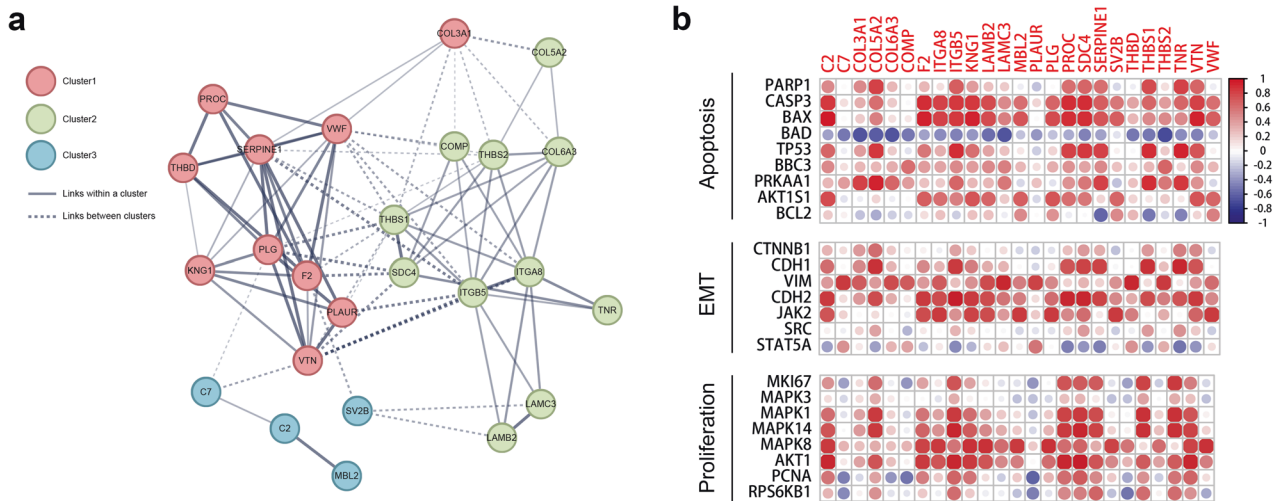 a
COL3A1
COL5A2
Cluster1
Cluster2
Cluster3
Links within a cluster
Links between clusters
PROC
VWF
SERPINE1
COMP
THBS2
COL6A3
THBD
THBS1
PLG
KNG1
F2
SDC4
ITGA8
ITGB5
PLAUR
TNR
VTN
C7
SV2B
LAMC3
C2
LAMB2
MBL2
b
C2 C7 COL3A1 COL5A2 COL6A3 COMP F2 ITGA8 ITGB5 KNG1 LAMB2 LAMC3 MBL2 PLAUR PLG PROC SDC4 SERPINE1 SV2B THBD THBS1 THBS2 TNR VTN VWF
Apoptosis
PARP1
CASP3
BAX
BAD
TP53
BBC3
PRKAA1
AKT1S1
BCL2
1
0.8
0.6
0.4
0.2
0
-0.2
-0.4
-0.6
-0.8
-1
EMT
CTNNB1
CDH1
VIM
CDH2
JAK2
SRC
STAT5A
Proliferation
MKI67
MAPK3
MAPK1
MAPK14
MAPK8
AKT1
PCNA
RPS6KB1